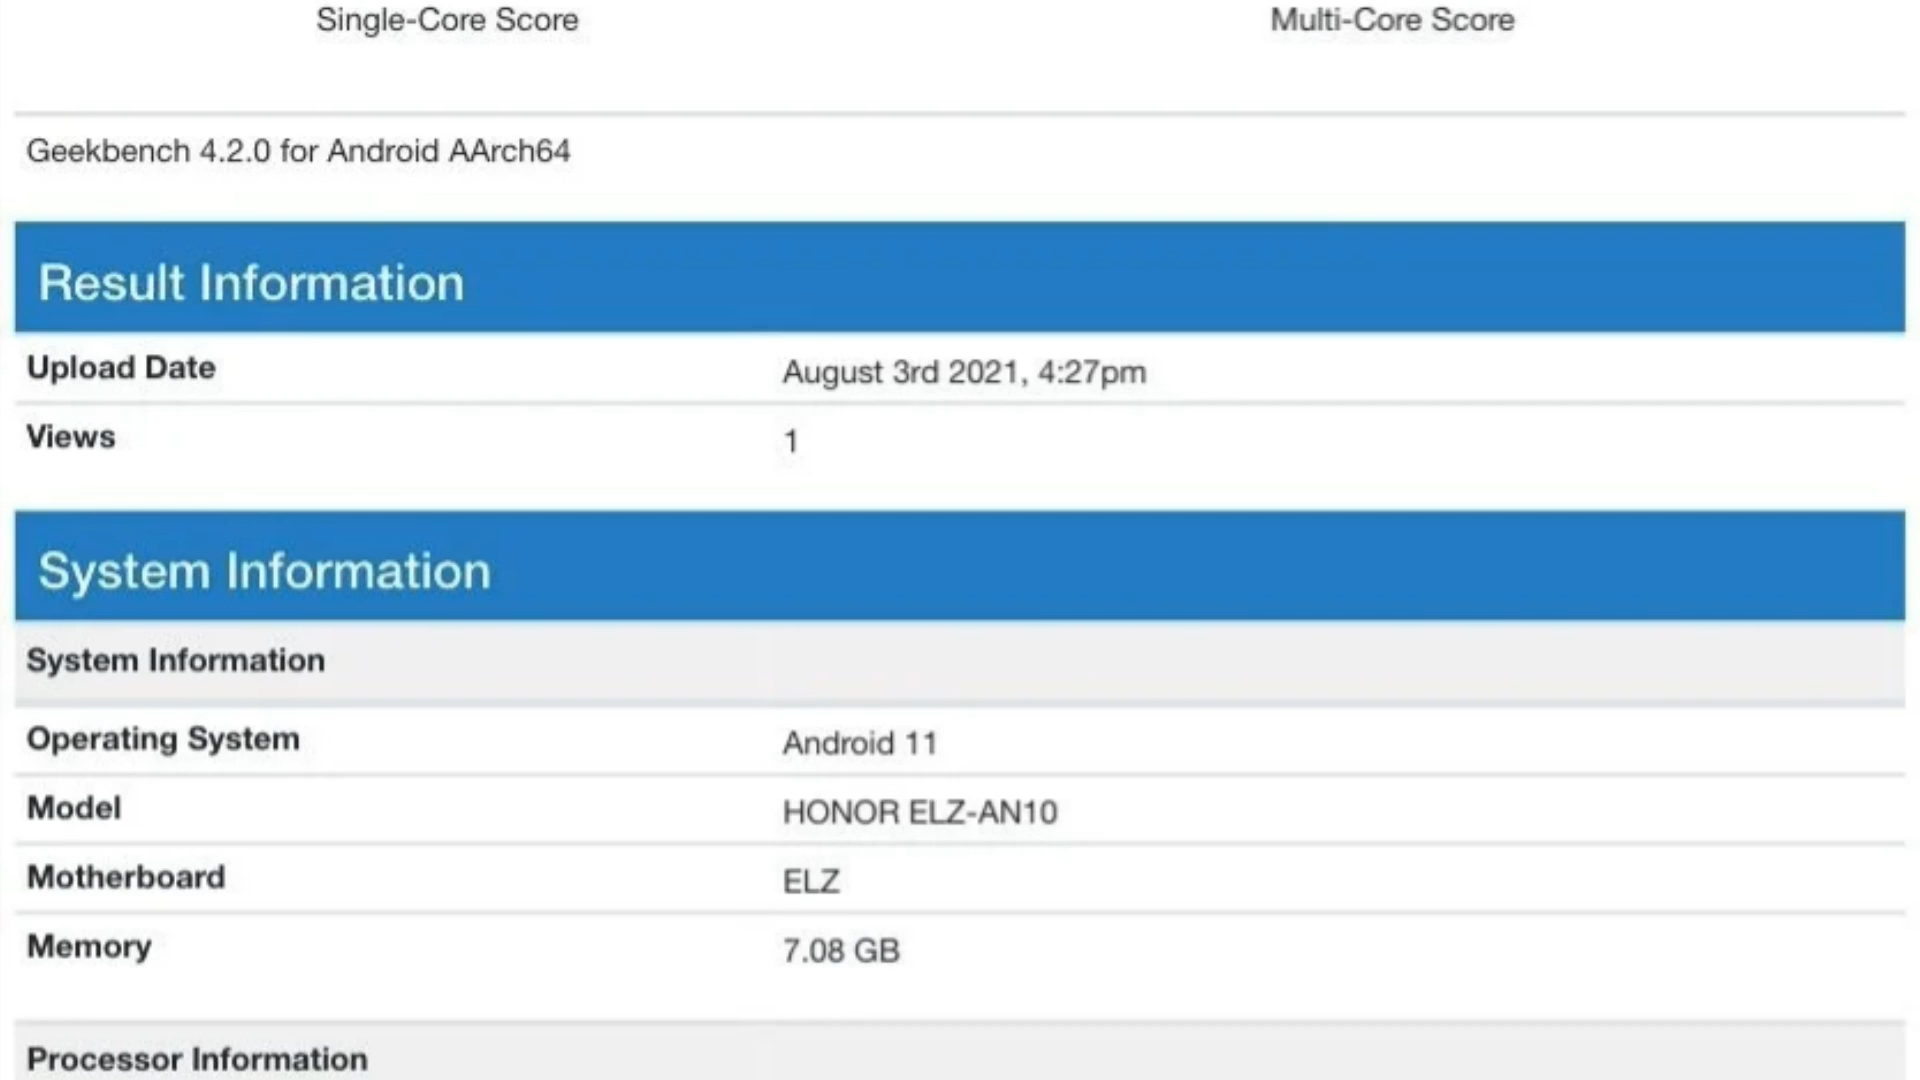 Single-Core Score
Multi-Core Score
Geekbench 4.2.0 for Android AArch64
Result Information
Upload Date August 3rd 2021, 4:27pm
Views 1
System Information
System Information
Operating System Android 11
Model HONOR ELZ-AN10
Motherboard ELZ
Memory 7.08 GB
Processor Information